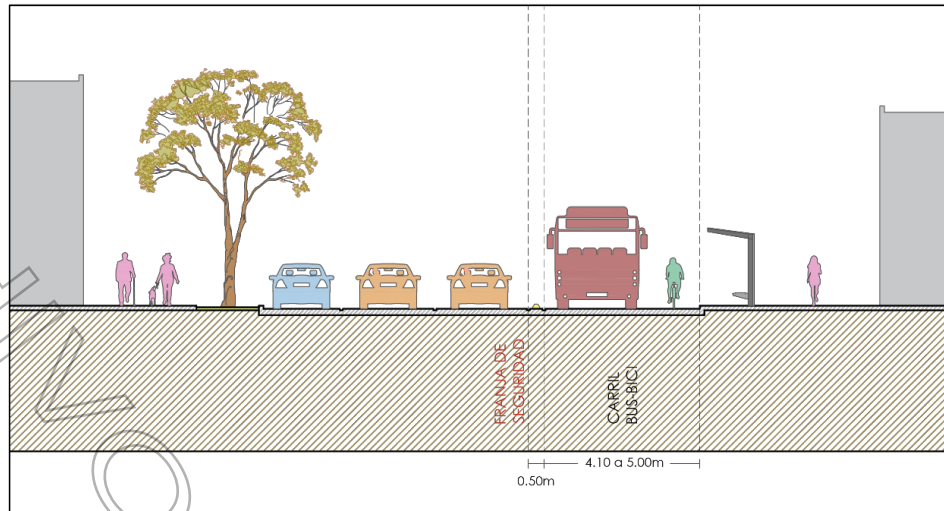 FRANJA DE
SEGURIDAD
CARRIL
BUS-BICI
4.10 a 5.00m
0.50m